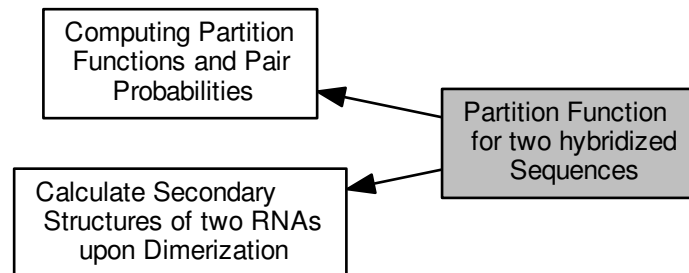 Computing Partition
Functions and Pair
Probabilities
Partition Function
for two hybridized
Sequences
Calculate Secondary
Structures of two RNAs
upon Dimerization